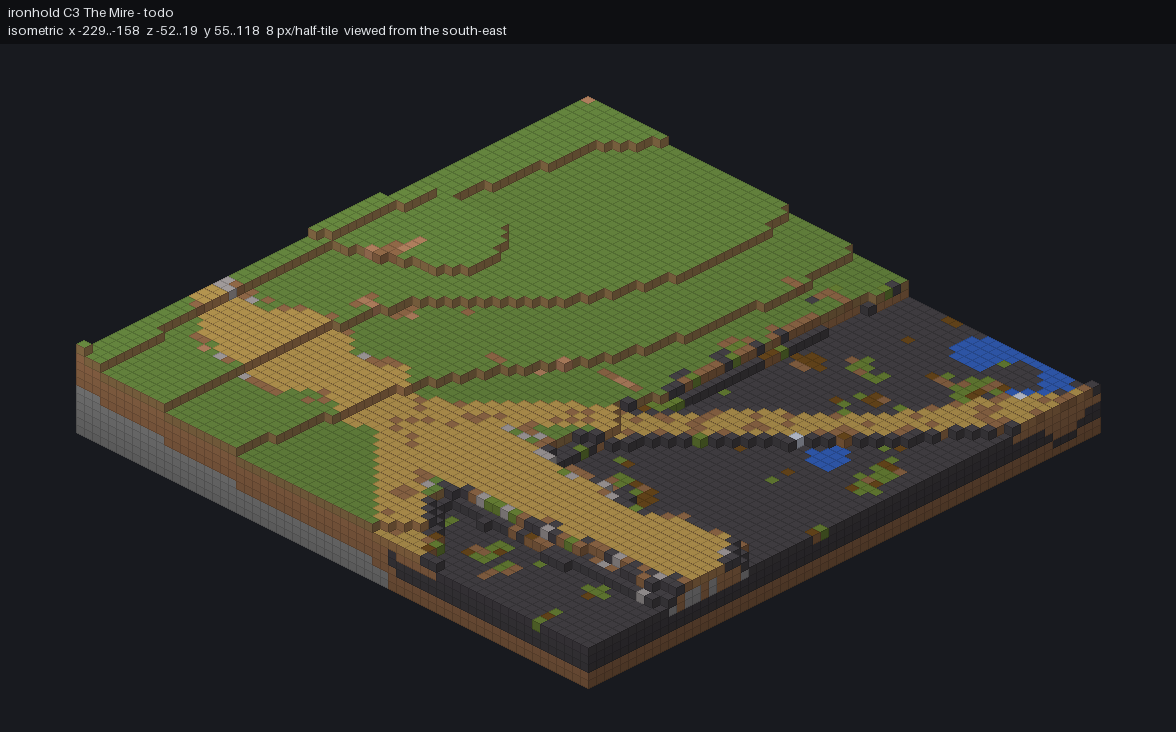 ironhold C3 The Mire - todo
isometric x -229..-158 z -52..19 y 55..118 8 px/half-tile viewed from the south-east